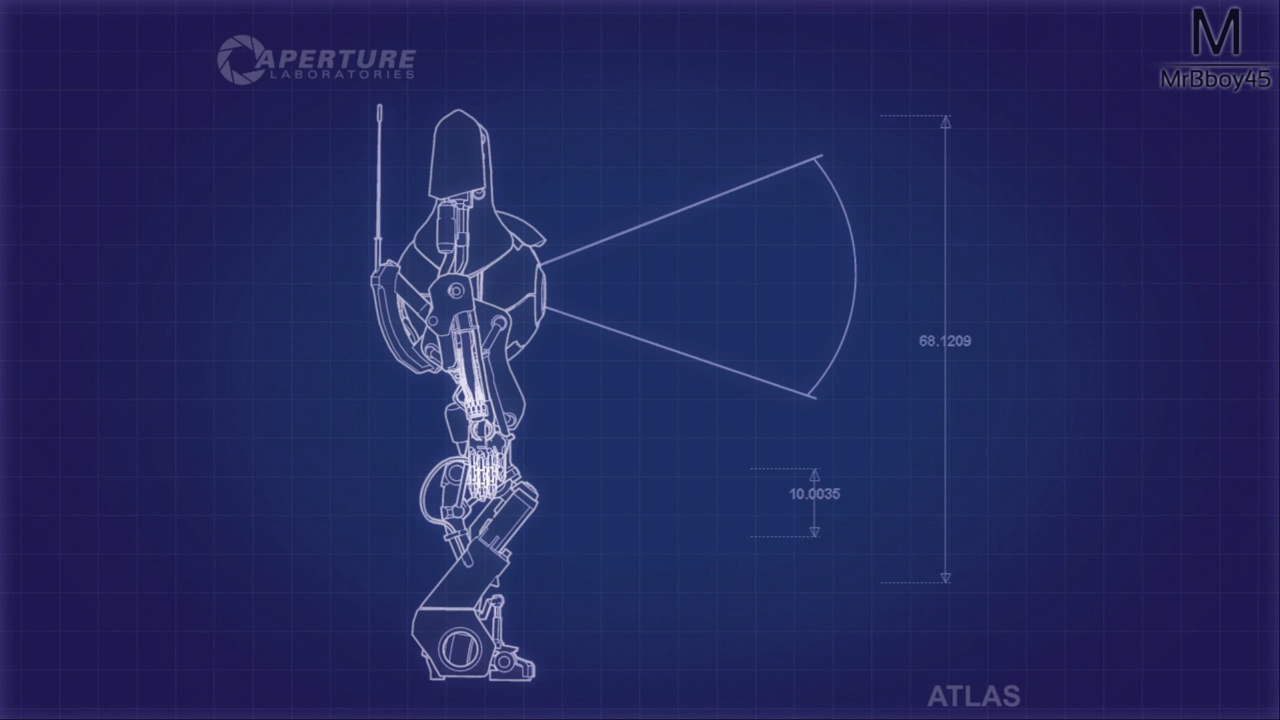 APERTURE
LABORATORIES
M
MrBboy45
68.1209
10.0035
ATLAS